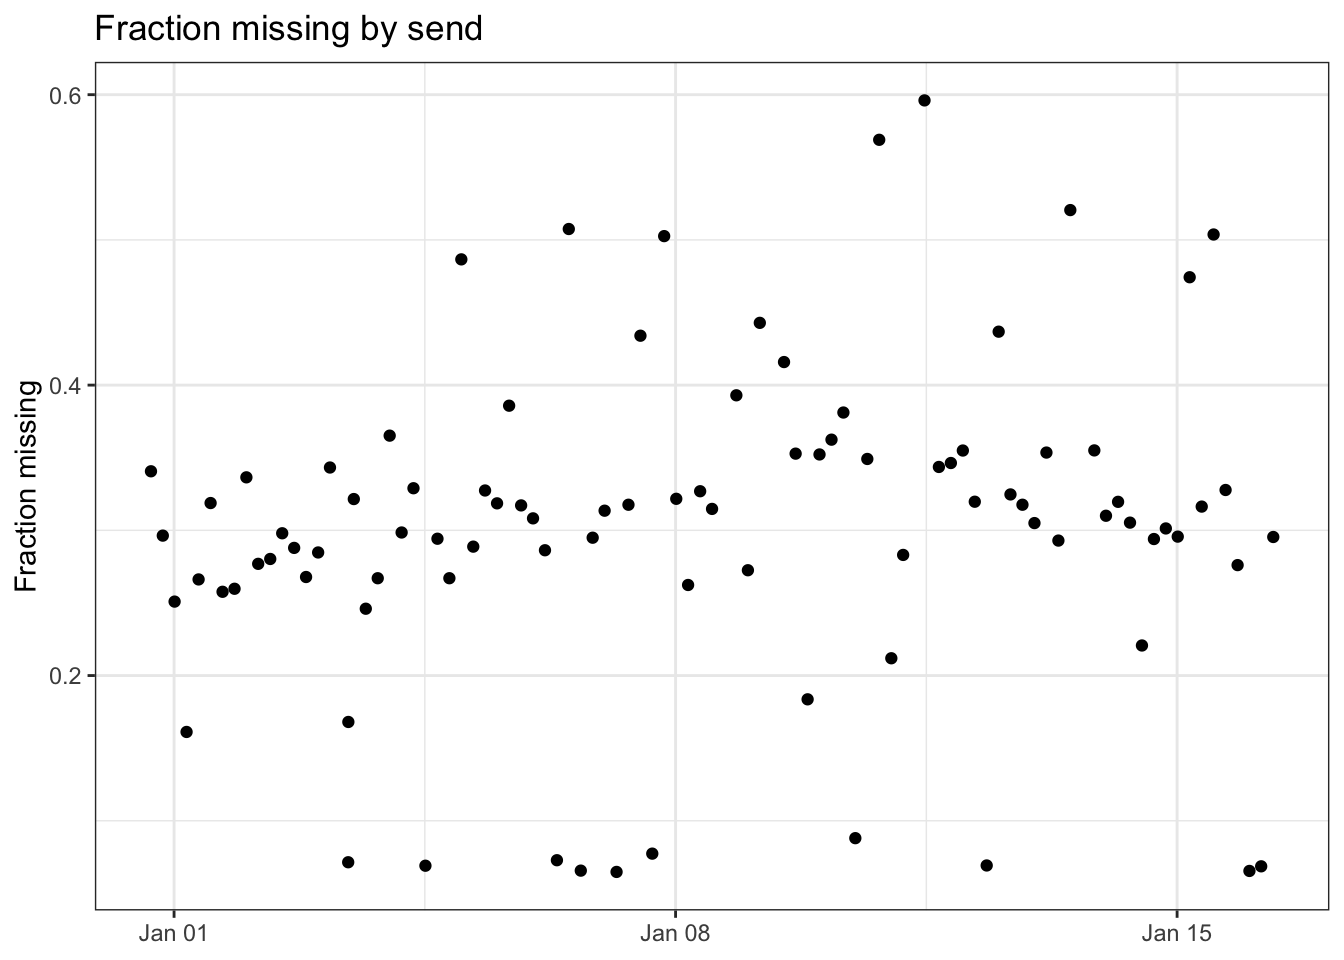 Fraction missing by send
Fraction missing
0.6
0.4
0.2
Jan 01
Jan 08
Jan 15